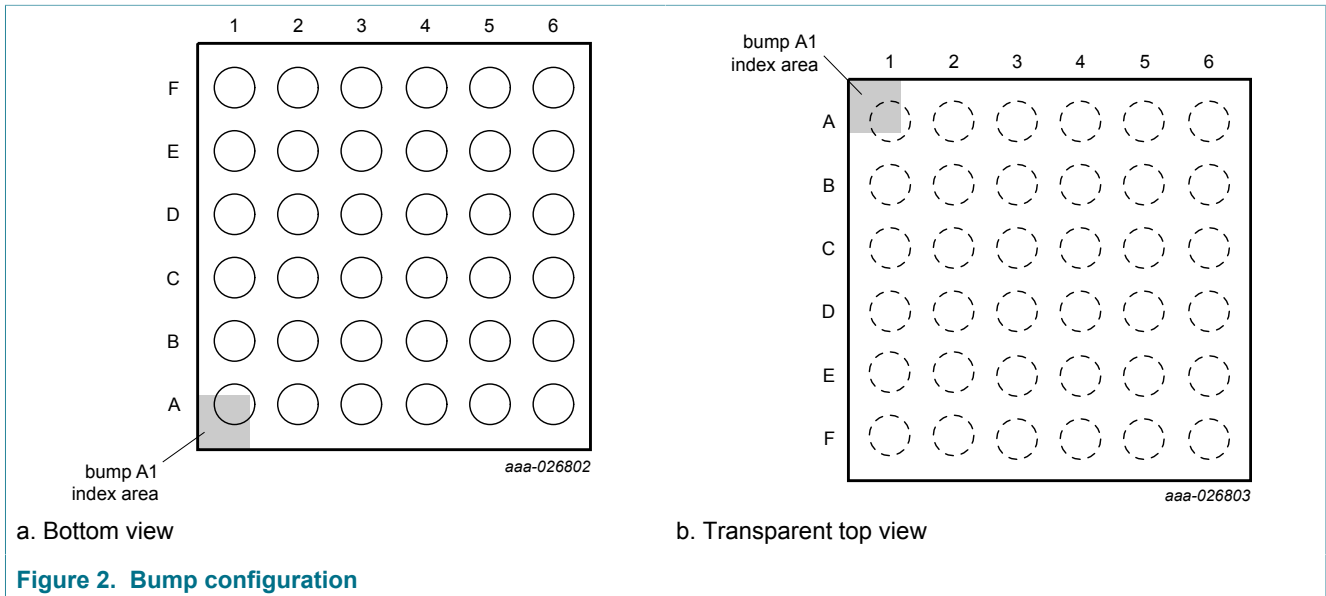 1 2 3 4 5 6
F
E
D
C
B
A
bump A1
index area
aaa-026802
a. Bottom view
bump A1
index area
1 2 3 4 5 6
A
B
C
D
E
F
aaa-026803
b. Transparent top view
Figure 2. Bump configuration